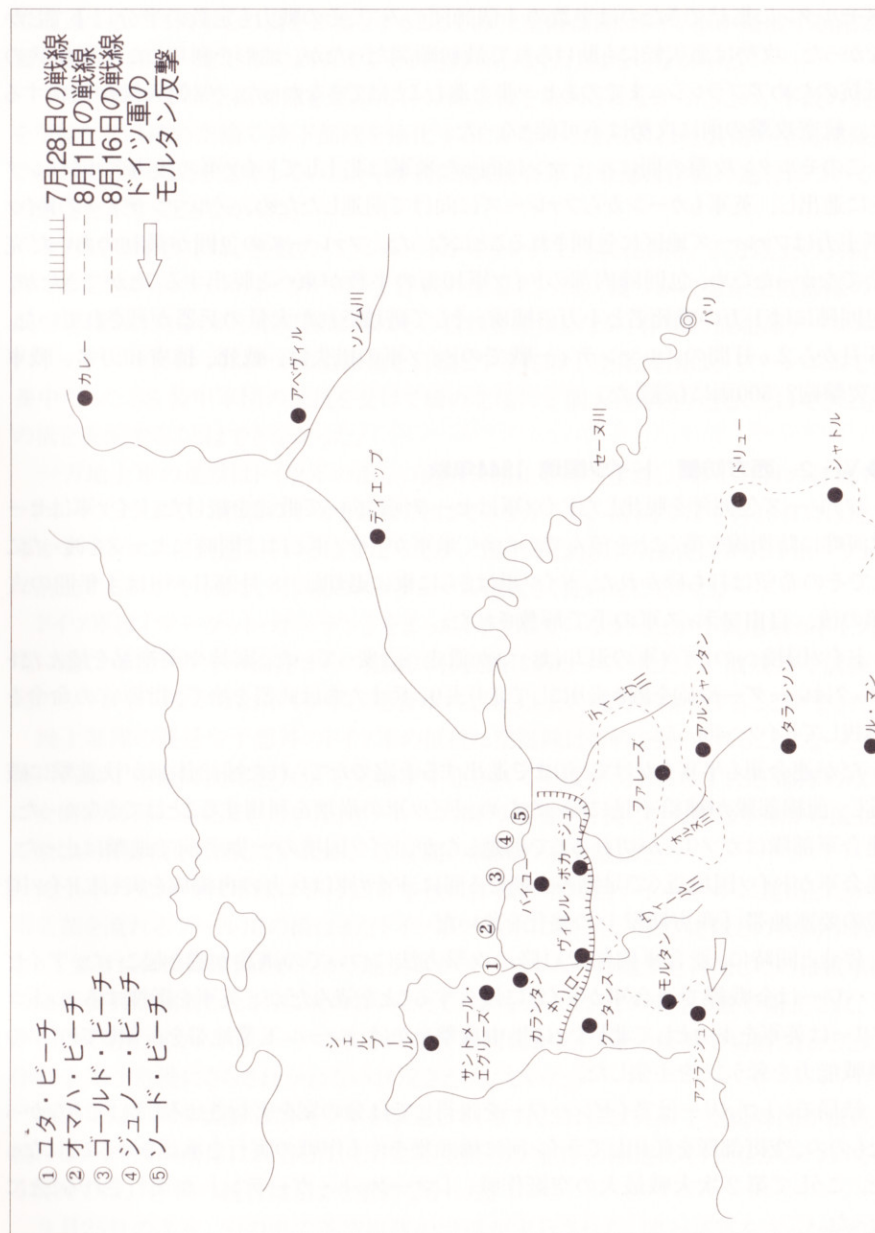 7月28日の戦線
8月1日の戦線
8月16日の戦線
ドイツ軍の
モルタン反撃
① ユタ・ビーチ
② オマハ・ビーチ
③ ゴールド・ビーチ
④ ジュノー・ビーチ
⑤ ソード・ビーチ
カレー
アベヴィル
ソンム川
ディエップ
セーヌ川
パリ
ドリュー
シャトル
シェル
ブール
サントメール
エグリーズ
カランタン
①
②
③
④
⑤
バイユー
ヴィレル
ボカージュ
クータンス
ヴィール川
オルヌ川
ディーヴ川
ファレーズ
アルジャンタン
タランソン
ル・マン
モルタン
アブランシュ